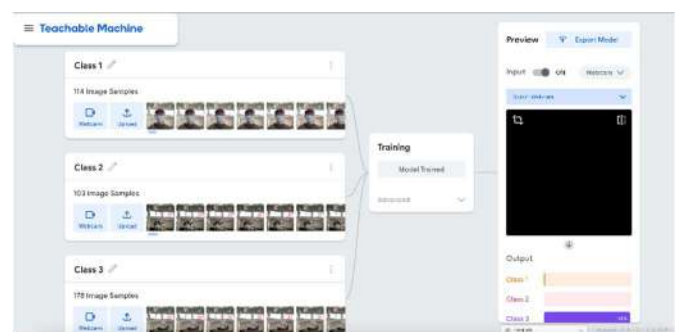 Teachable Machine
Class 1
114 Image Samples
Webcam
Upload
Class 2
103 Image Samples
Webcam
Upload
Class 3
178 Image Samples
Webcam
Upload
Training
Model Trained
Advanced
Preview
Export Model
Input
ON
Webcam
Output
Class 1
Class 2
Class 3